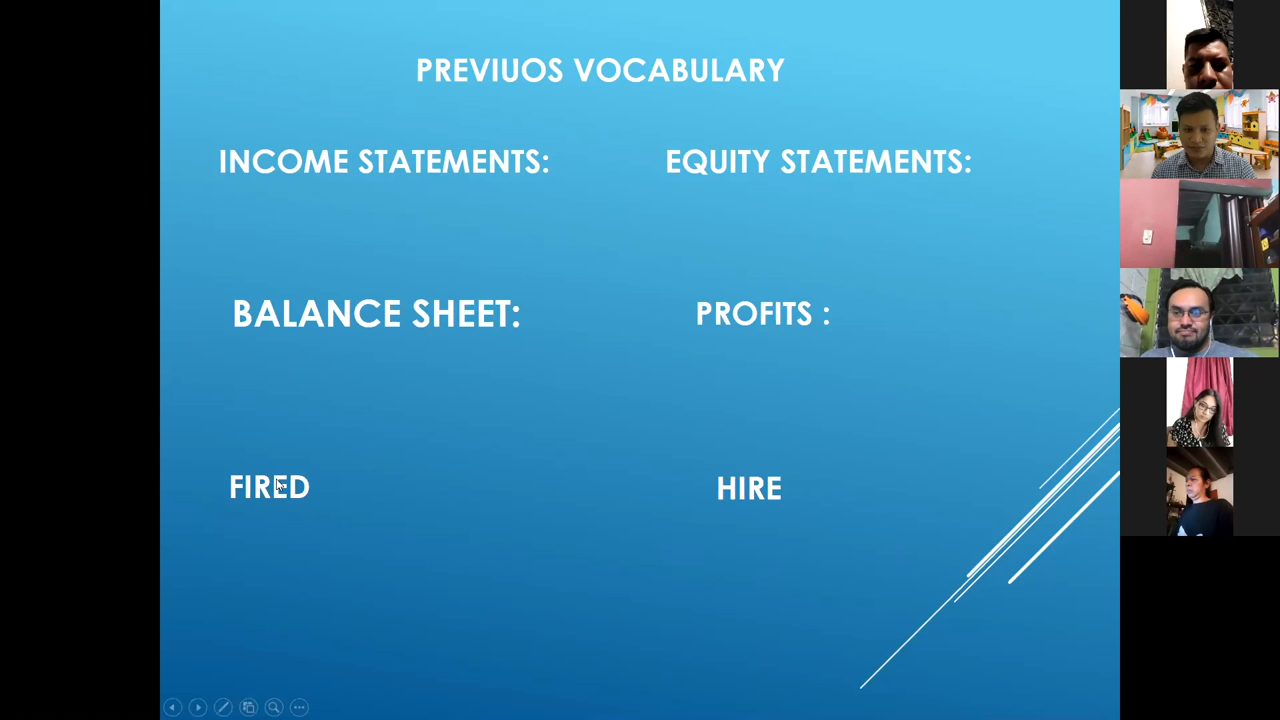 PREVIUOS VOCABULARY
INCOME STATEMENTS:
EQUITY STATEMENTS:
BALANCE SHEET:
PROFITS :
FIRED
HIRE